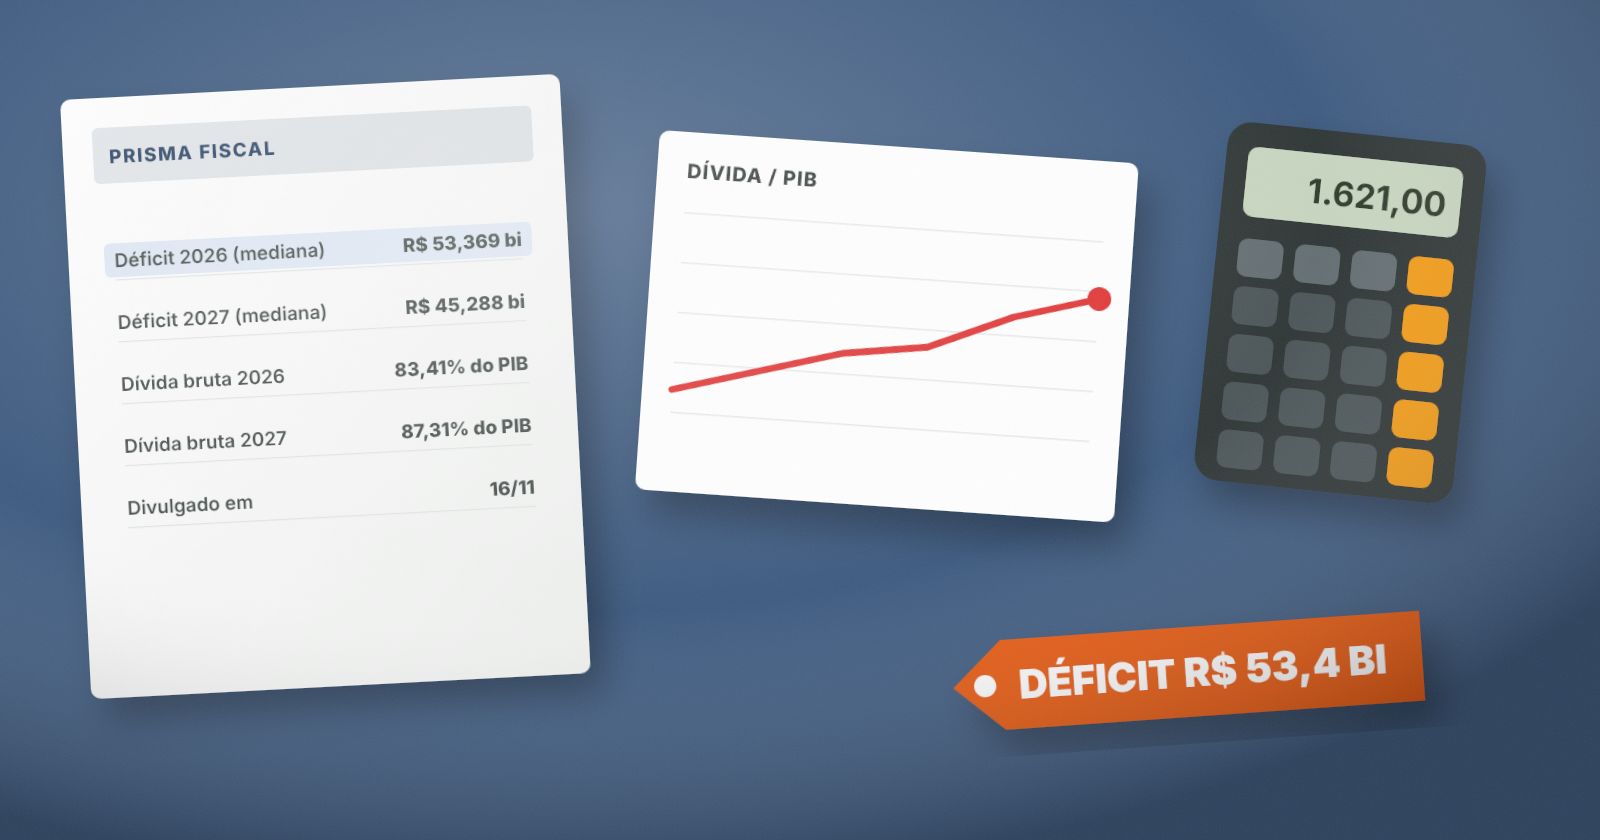 PRISMA FISCAL
Déficit 2026 (mediana) R$ 53,369 bi
Déficit 2027 (mediana) R$ 45,288 bi
Dívida bruta 2026 83,41% do PIB
Dívida bruta 2027 87,31% do PIB
Divulgado em 16/11
DÍVIDA / PIB
1.621,00
DÉFICIT R$ 53,4 BI